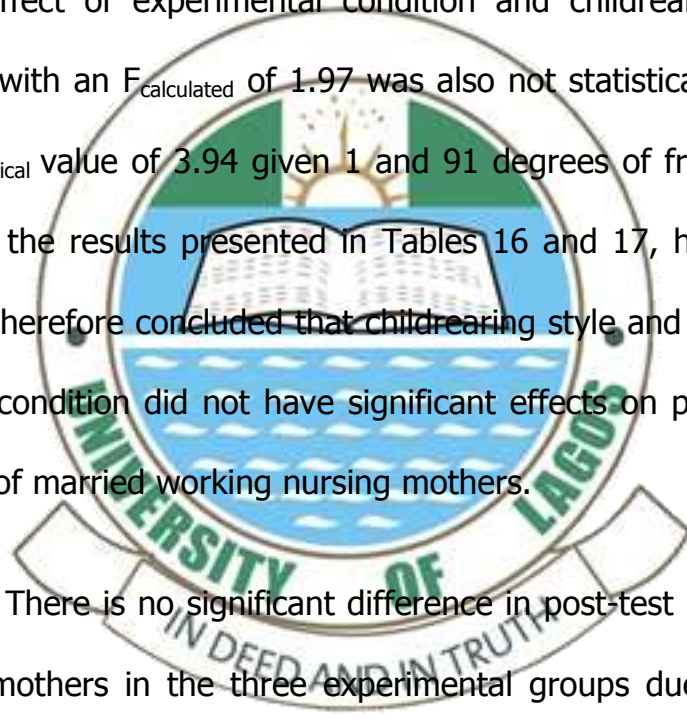 ffect of experimental condition and childrear
with an Fcalculated of 1.97 was also not statistica
ical value of 3.94 given 1 and 91 degrees of fr
the results presented in Tables 16 and 17, h
herefore concluded that childrearing style and
condition did not have significant effects on p
of married working nursing mothers.
UNIVERSITY OF LAGOS
There is no significant difference in post-test
IN DEED AND IN TRUTH
mothers in the three experimental groups due